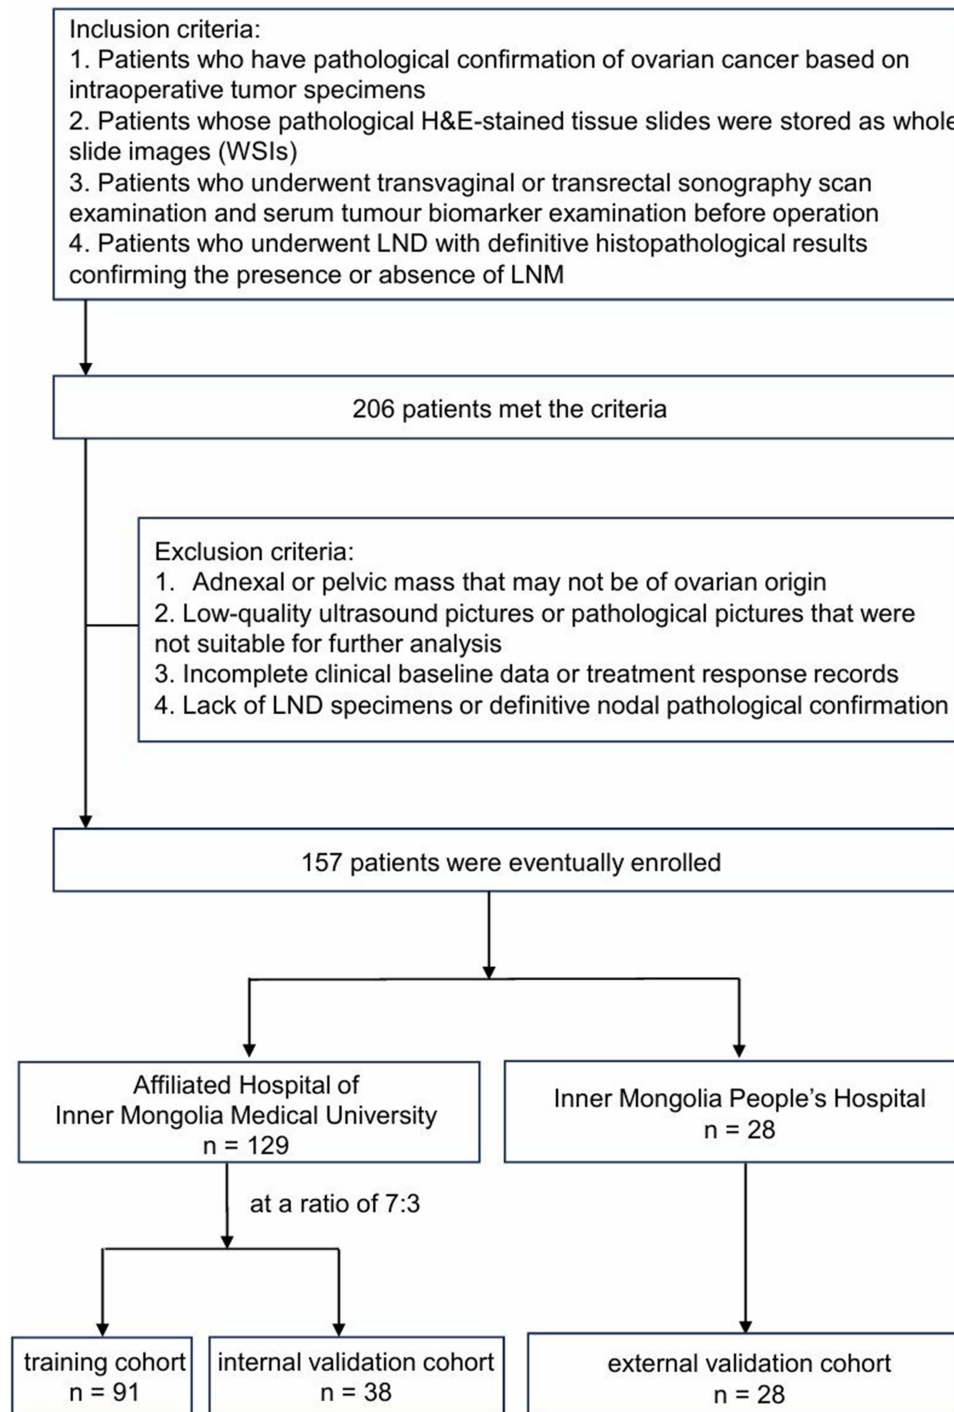 Inclusion criteria:
1. Patients who have pathological confirmation of ovarian cancer based on
intraoperative tumor specimens
2. Patients whose pathological H&E-stained tissue slides were stored as whole
slide images (WSIs)
3. Patients who underwent transvaginal or transrectal sonography scan
examination and serum tumour biomarker examination before operation
4. Patients who underwent LND with definitive histopathological results
confirming the presence or absence of LNM
206 patients met the criteria
Exclusion criteria:
1. Adnexal or pelvic mass that may not be of ovarian origin
2. Low-quality ultrasound pictures or pathological pictures that were
not suitable for further analysis
3. Incomplete clinical baseline data or treatment response records
4. Lack of LND specimens or definitive nodal pathological confirmation
157 patients were eventually enrolled
Affiliated Hospital of
Inner Mongolia Medical University
n = 129
Inner Mongolia People's Hospital
n = 28
at a ratio of 7:3
training cohort
n = 91
internal validation cohort
n = 38
external validation cohort
n = 28